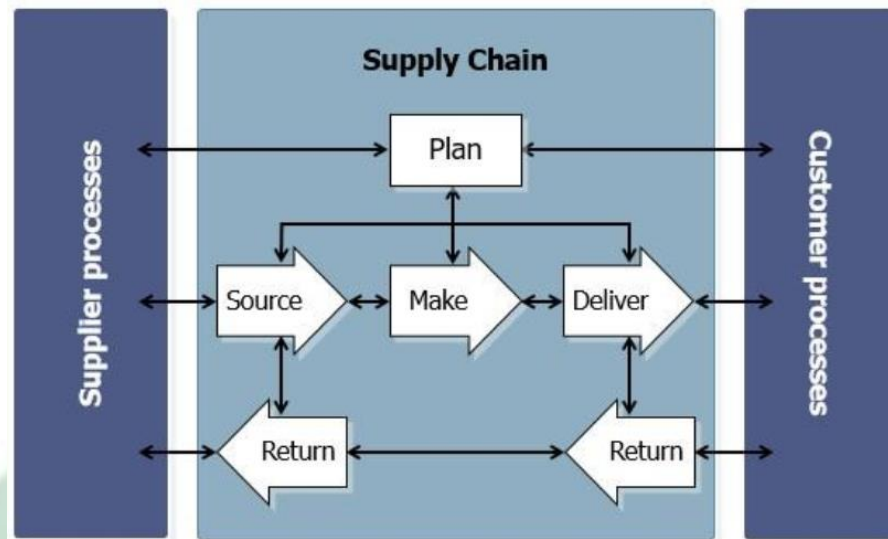 Supply Chain
Supplier processes
Plan
Customer processes
Source
Make
Deliver
Return
Return